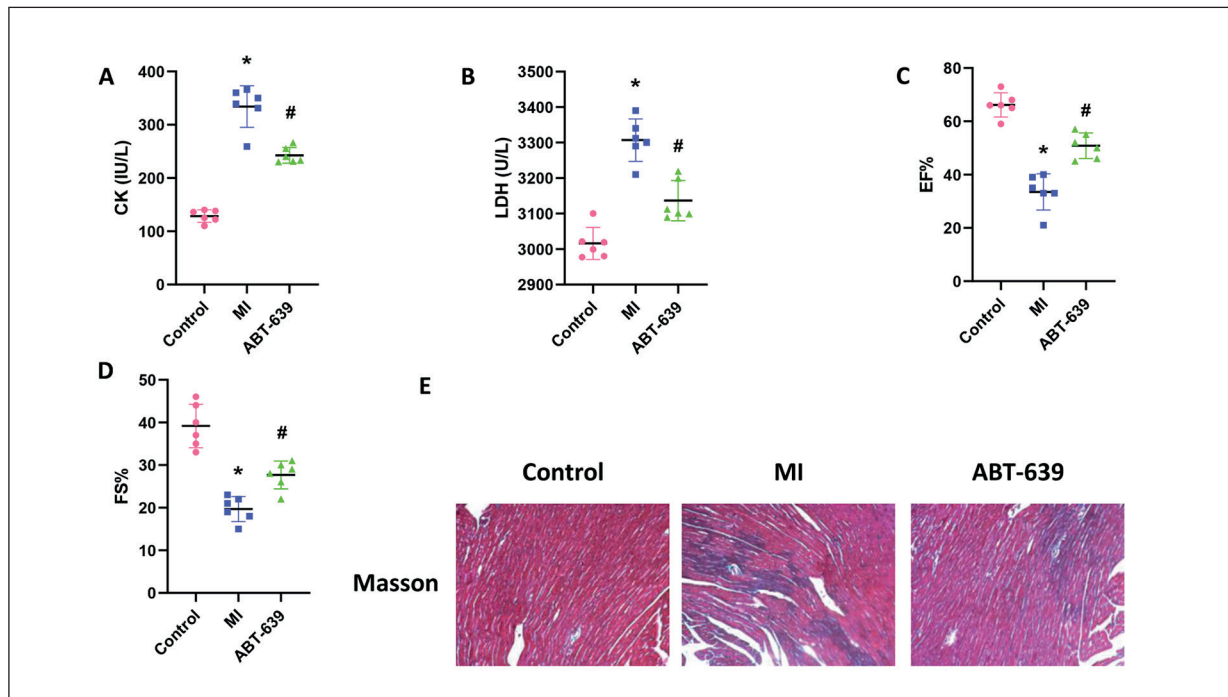 A
CK (IU/L)
400
300
200
100
0
*
#
Control
MI
ABT-639
B
LDH (U/L)
3500
3400
3300
3200
3100
3000
2900
*
#
Control
MI
ABT-639
C
EF%
80
60
40
20
0
*
#
Control
MI
ABT-639
D
FS%
50
40
30
20
10
0
*
#
Control
MI
ABT-639
E
Control MI ABT-639
Masson